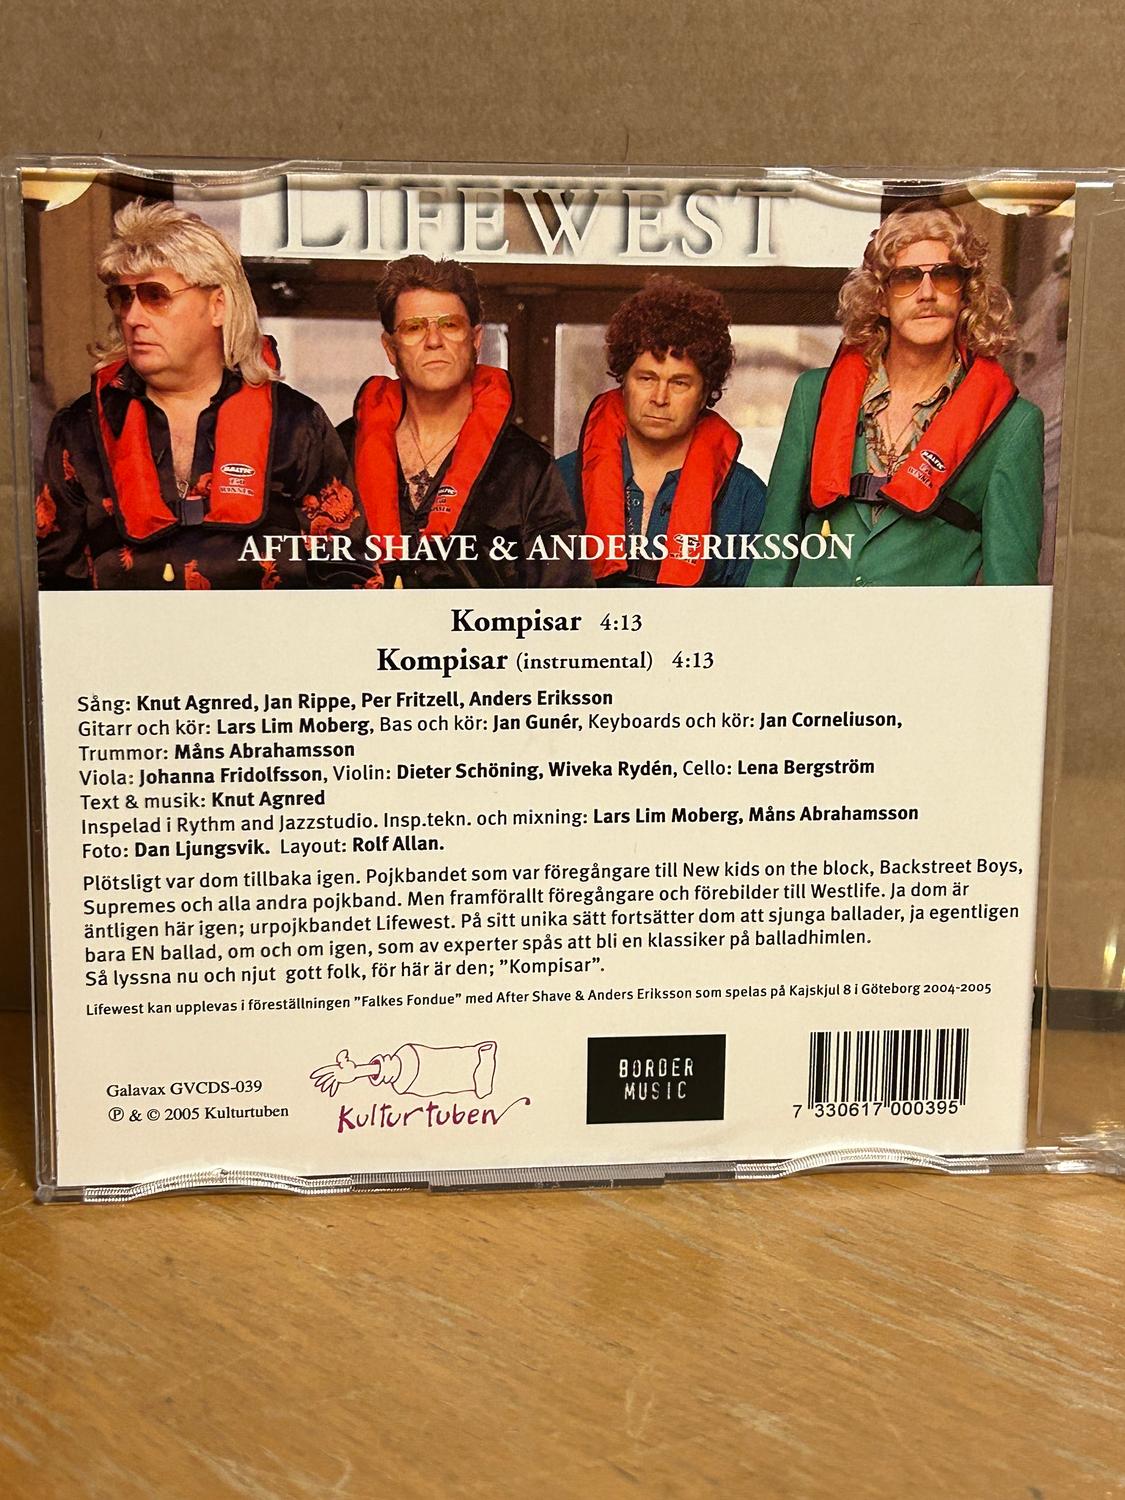 LIFEWEST
BALTIC
WINNER
BALTIC
BALTIC
WINNER
AFTER SHAVE & ANDERS ERIKSSON
Kompisar 4:13
Kompisar (instrumental) 4:13
Sång: Knut Agnred, Jan Rippe, Per Fritzell, Anders Eriksson
Gitarr och kör: Lars Lim Moberg, Bas och kör: Jan Gunér, Keyboards och kör: Jan Corneliuson,
Trummor: Måns Abrahamsson
Viola: Johanna Fridolfsson, Violin: Dieter Schöning, Wiveka Rydén, Cello: Lena Bergström
Text & musik: Knut Agnred
Inspelad i Rythm and Jazzstudio. Insp.tekn. och mixning: Lars Lim Moberg, Måns Abrahamsson
Foto: Dan Ljungsvik. Layout: Rolf Allan.
Plötsligt var dom tillbaka igen. Pojkbandet som var föregångare till New kids on the block, Backstreet Boys,
Supremes och alla andra pojkband. Men framförallt föregångare och förebilder till Westlife. Ja dom är
äntligen här igen; urpojkbandet Lifewest. På sitt unika sätt fortsätter dom att sjunga ballader, ja egentligen
bara EN ballad, om och om igen, som av experter spås att bli en klassiker på balladhimlen.
Så lyssna nu och njut gott folk, för här är den; ”Kompisar”.
Lifewest kan upplevas i föreställningen ”Falkes Fondue” med After Shave & Anders Eriksson som spelas på Kajskjul 8 i Göteborg 2004-2005
Galavax GVCDS-039
℗ & © 2005 Kulturtuben
Kulturtuben
BORDER
MUSIC
7 330617 000395